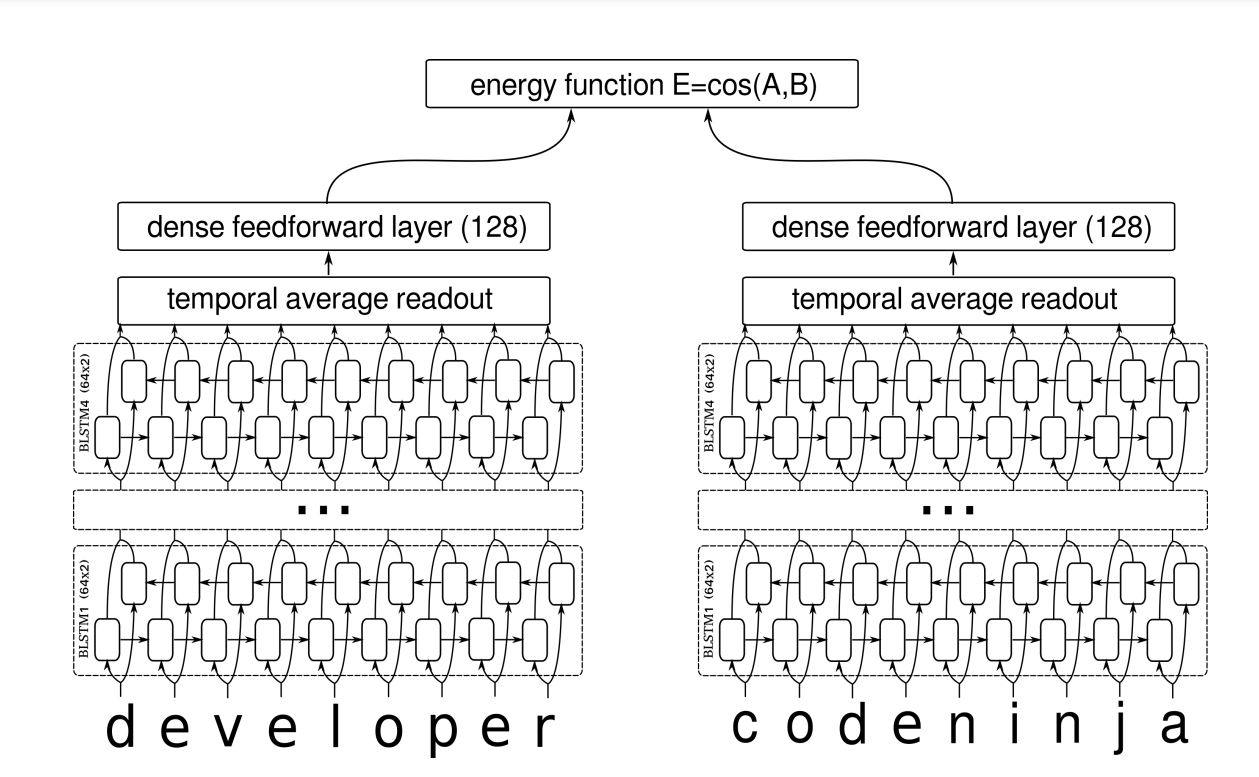 energy function E=cos(A,B)
dense feedforward layer (128)
dense feedforward layer (128)
temporal average readout
temporal average readout
BLSTM4 (64x2)
BLSTM4 (64x2)
...
...
BLSTM1 (64x2)
BLSTM1 (64x2)
d e v e l o p e r
c o d e n i n j a